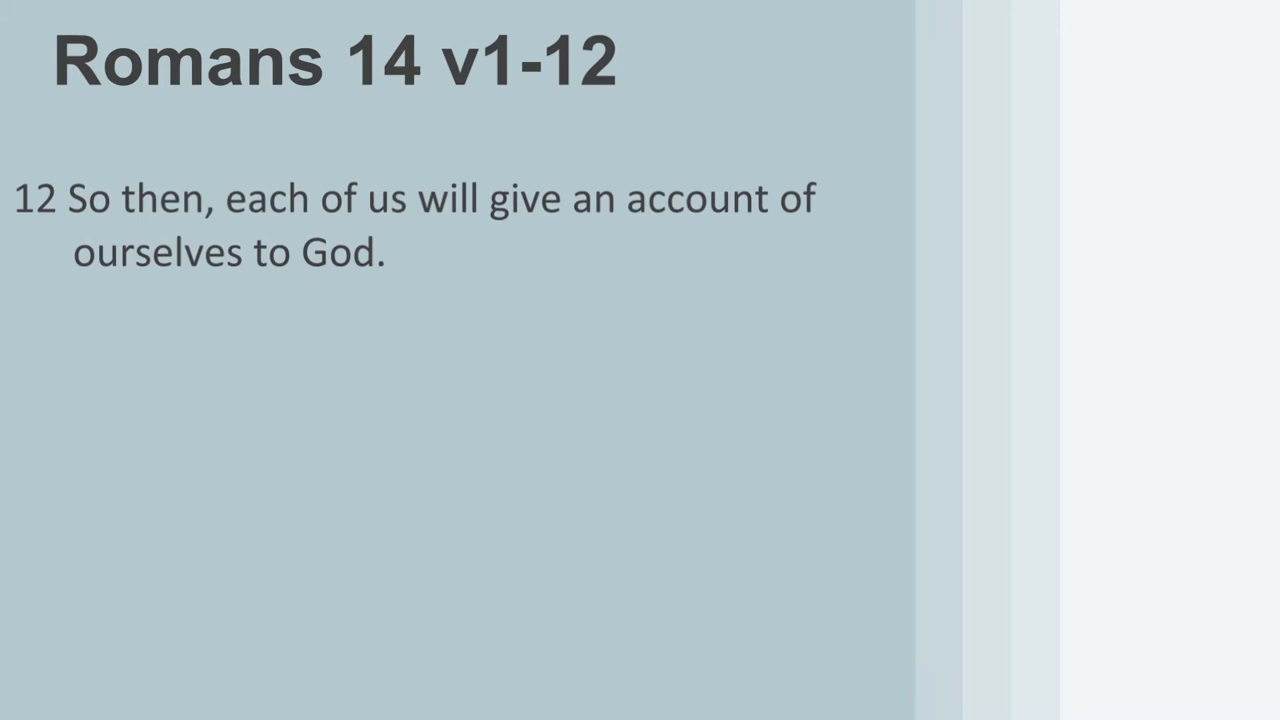 Romans 14 v1-12
12 So then, each of us will give an account of
ourselves to God.